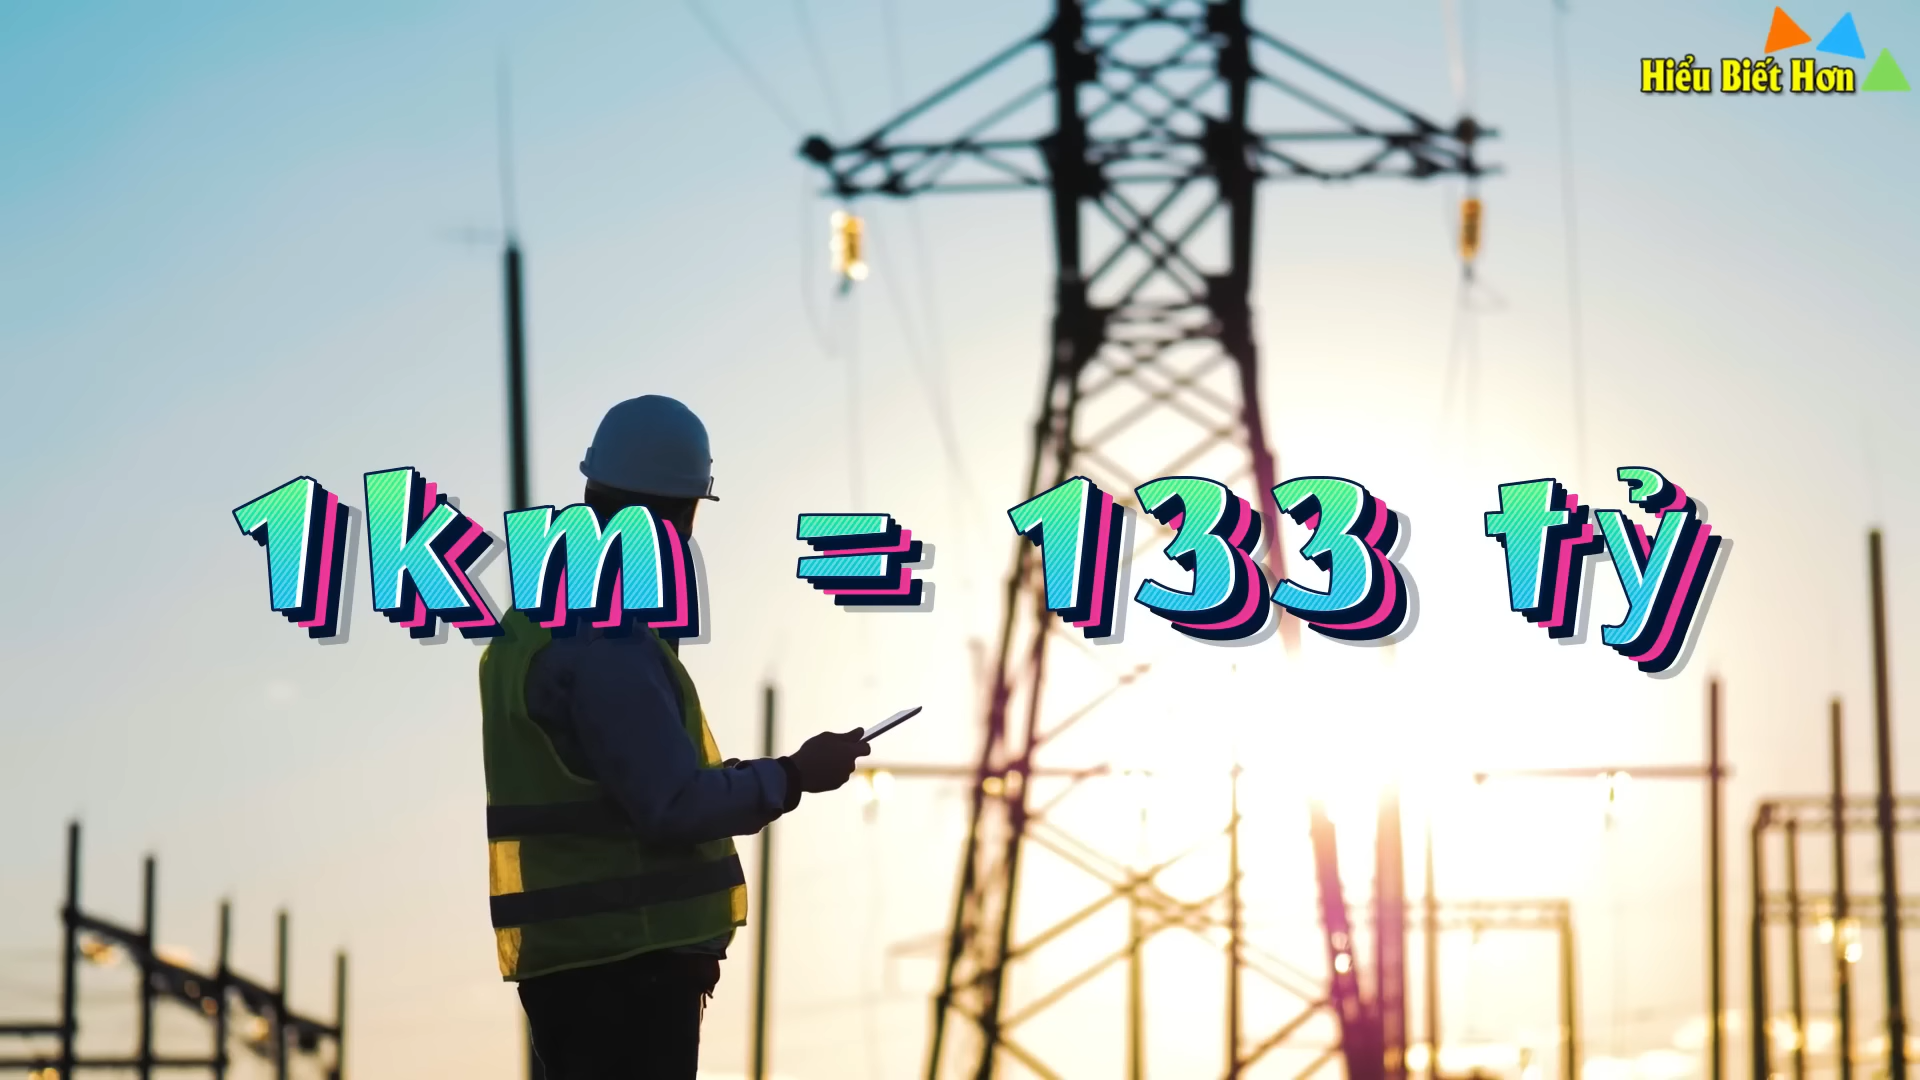 Hiểu Biết Hơn
1km = 133 tỷ